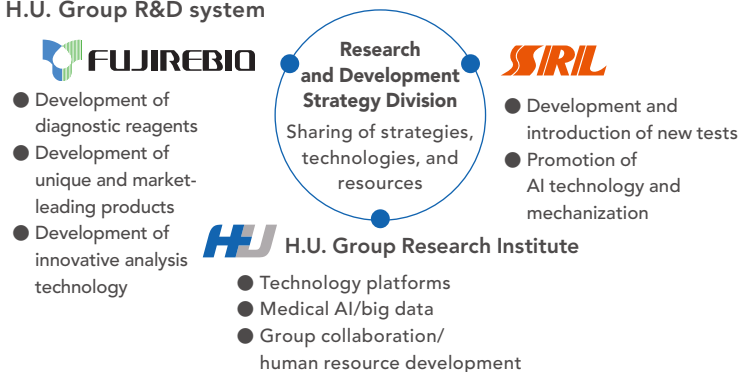 H.U. Group R&D system
FUJIREBIO
● Development of
diagnostic reagents
● Development of
unique and market-
leading products
● Development of
innovative analysis
technology
Research
and Development
Strategy Division
Sharing of strategies,
technologies, and
resources
SRL
● Development and
introduction of new tests
● Promotion of
AI technology and
mechanization
HU H.U. Group Research Institute
● Technology platforms
● Medical AI/big data
● Group collaboration/
human resource development